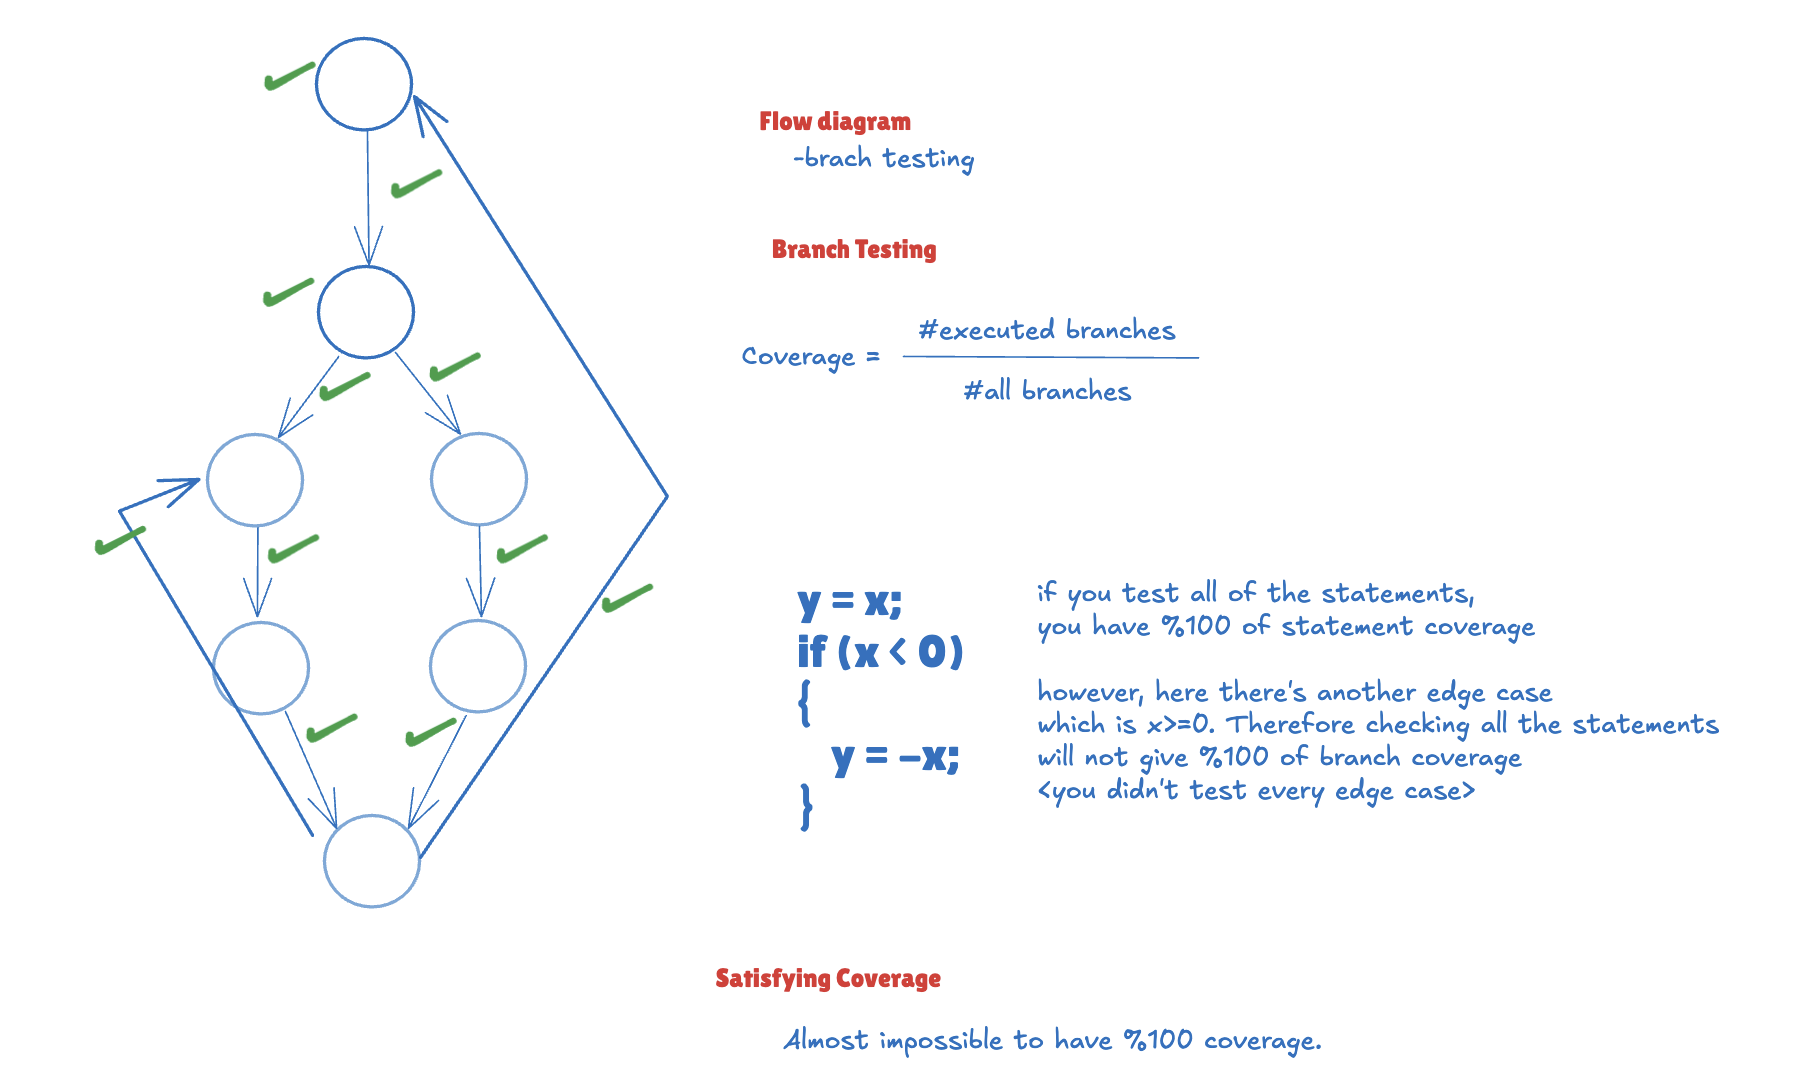 Flow diagram
-brach testing
Branch Testing
Coverage =
#executed branches
#all branches
y = x;
if (x < 0)
{
y = -x;
}
if you test all of the statements,
you have %100 of statement coverage
however, here there's another edge case
which is x>=0. Therefore checking all the statements
will not give %100 of branch coverage
<you didn't test every edge case>
Satisfying Coverage
Almost impossible to have %100 coverage.